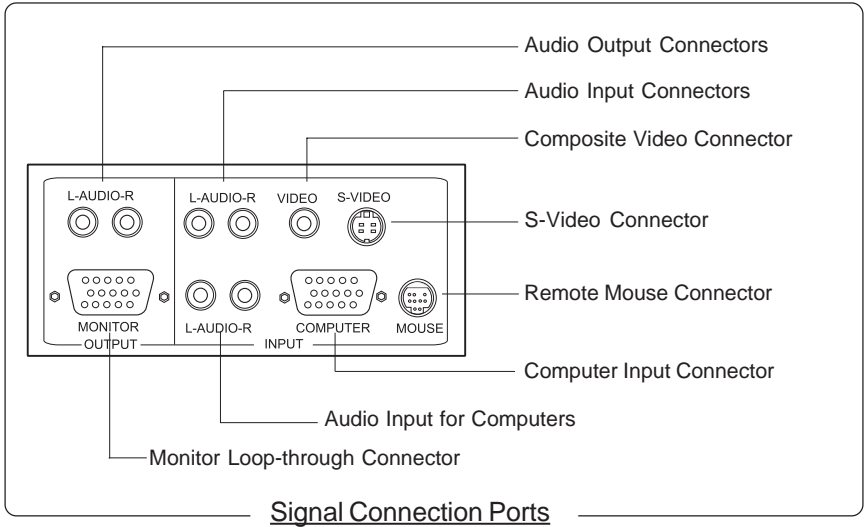 Audio Output Connectors
Audio Input Connectors
Composite Video Connector
L-AUDIO-R
L-AUDIO-R
VIDEO
S-VIDEO
S-Video Connector
Remote Mouse Connector
MONITOR
L-AUDIO-R
COMPUTER
MOUSE
OUTPUT
INPUT
Computer Input Connector
Audio Input for Computers
Monitor Loop-through Connector
Signal Connection Ports